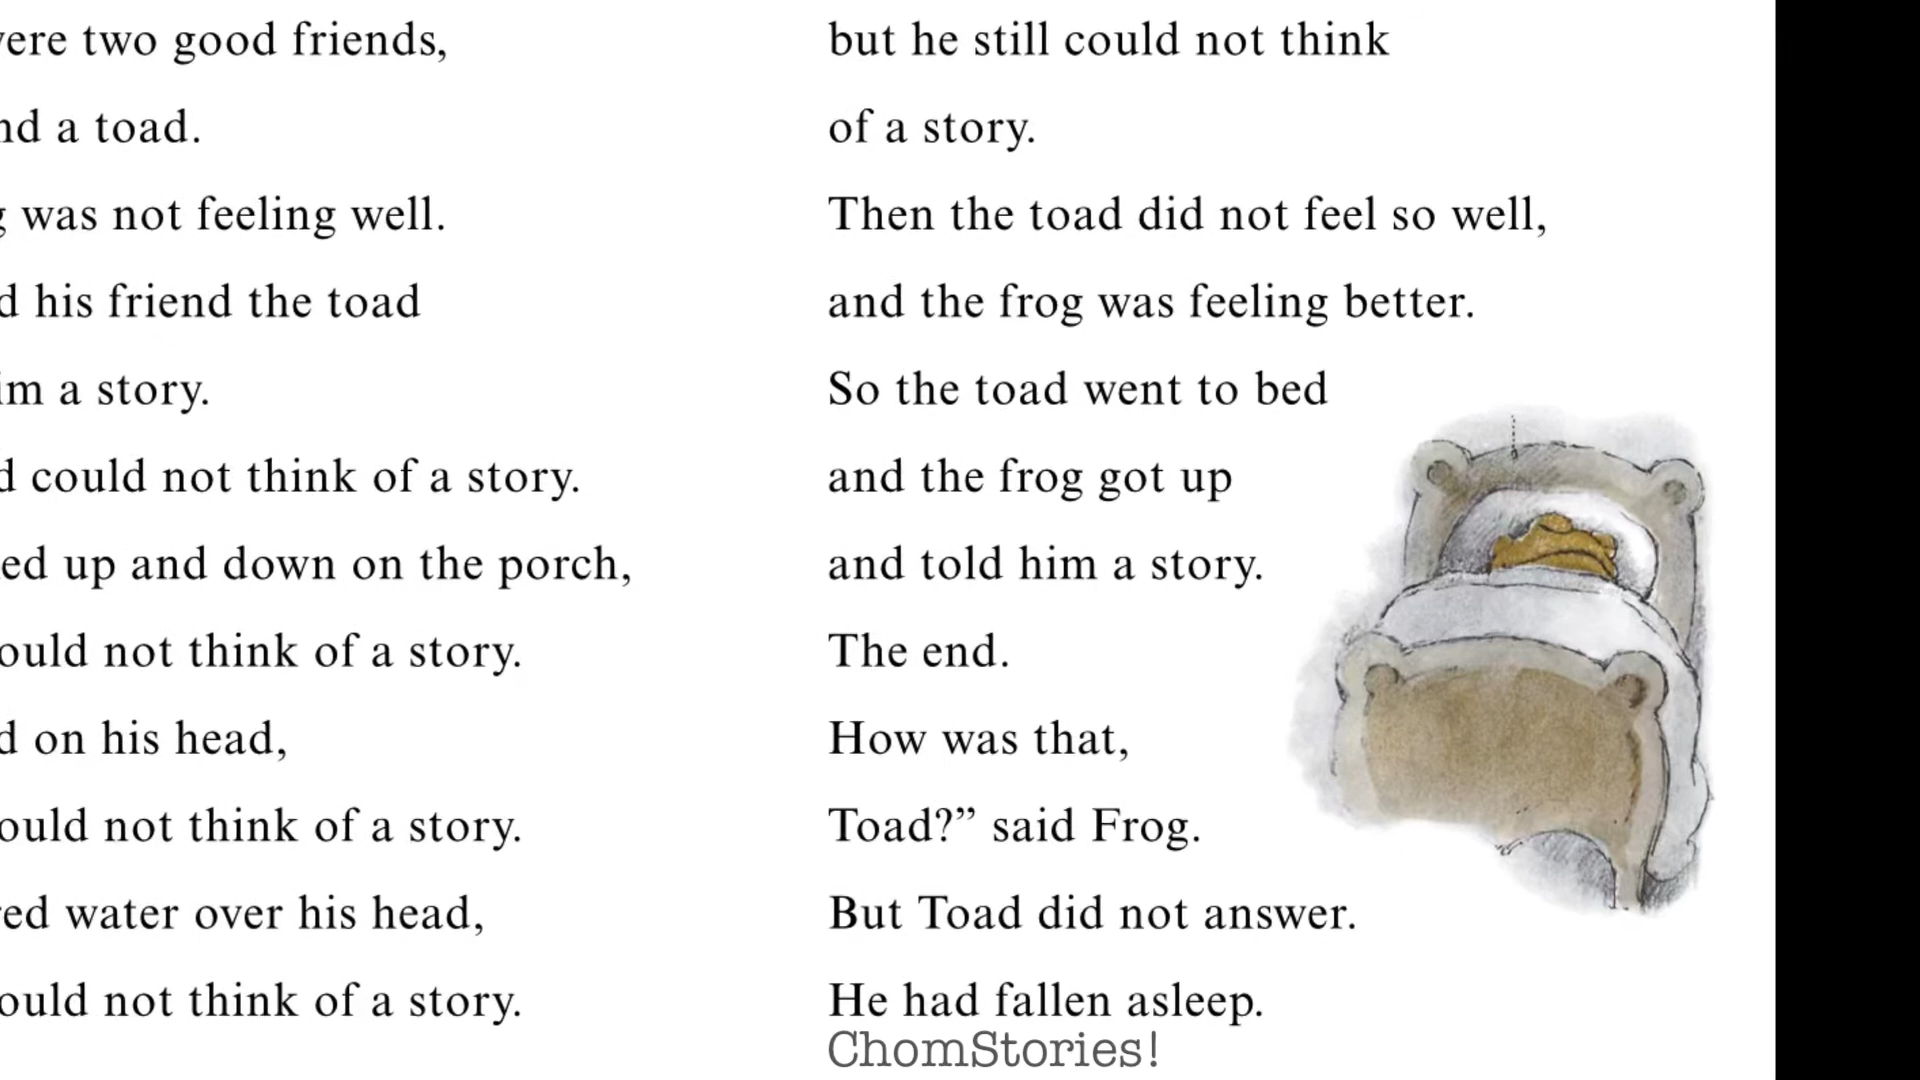 ere two good friends,
nd a toad.
was not feeling well.
d his friend the toad
im a story.
d could not think of a story.
ed up and down on the porch,
ould not think of a story.
d on his head,
ould not think of a story.
ed water over his head,
ould not think of a story.
but he still could not think
of a story.
Then the toad did not feel so well,
and the frog was feeling better.
So the toad went to bed
and the frog got up
and told him a story.
The end.
How was that,
Toad?” said Frog.
But Toad did not answer.
He had fallen asleep.
ChomStories!